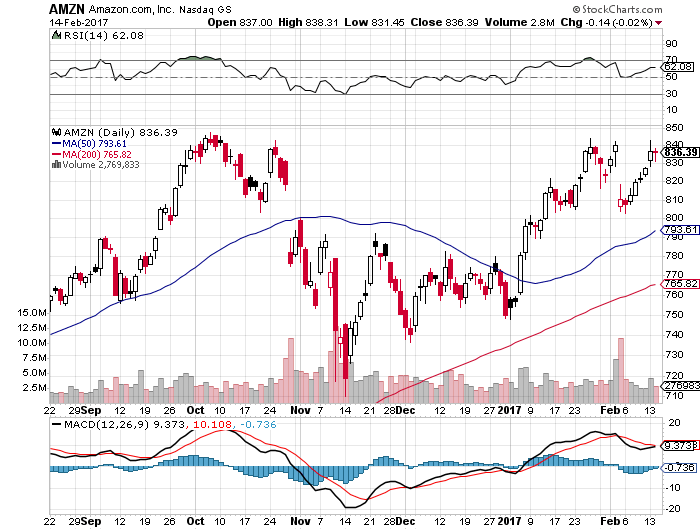 AMZN Amazon.com, Inc. Nasdaq GS © StockCharts.com
14-Feb-2017 Open 837.00 High 838.31 Low 831.45 Close 836.39 Volume 2.8M Chg -0.14 (-0.02%)
RSI(14) 62.08
90
70
62.08
50
30
10
AMZN (Daily) 836.39
MA(50) 793.61
MA(200) 765.82
Volume 2,769,833
850
840
836.39
830
820
810
800
793.61
780
770
765.82
760
750
740
730
720
710
15.0M
12.5M
10.0M
7.5M
5.0M
2.5M
2769833
22 29 Sep 12 19 26 Oct 10 17 24 Nov 7 14 21 28 Dec 12 19 27 2017 9 17 23 Feb 6 13
MACD(12,26,9) 9.373, 10.108, -0.736
20
9.373
-0.736
-10
-20
22 29 Sep 12 19 26 Oct 10 17 24 Nov 7 14 21 28 Dec 12 19 27 2017 9 17 23 Feb 6 13